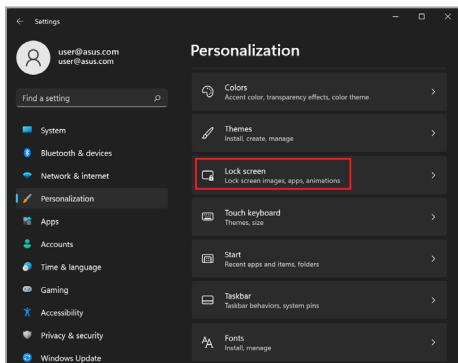 Settings
user@asus.com
user@asus.com
Find a setting
System
Bluetooth & devices
Network & internet
Personalization
Apps
Accounts
Time & language
Gaming
Accessibility
Privacy & security
Windows Update
Personalization
Colors
Accent color, transparency effects, color theme
Themes
Install, create, manage
Lock screen
Lock screen images, apps, animations
Touch keyboard
Themes, size
Start
Recent apps and items, folders
Taskbar
Taskbar behaviors, system pins
Fonts
Install, manage